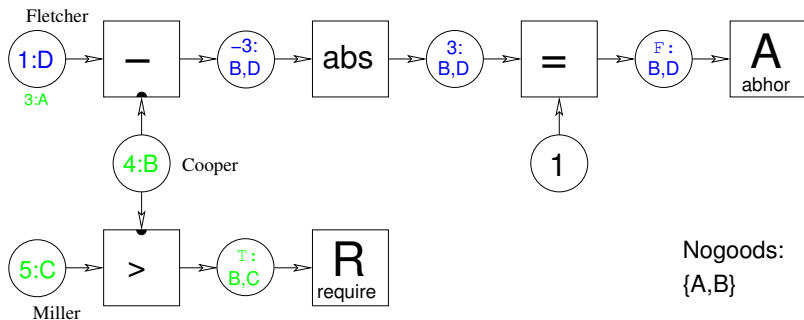 Fletcher
1:D
3:A
−
−3:
B,D
abs
3:
B,D
=
F:
B,D
A
abhor
4:B
Cooper
1
5:C
Miller
>
T:
B,C
R
require
Nogoods:
{A,B}